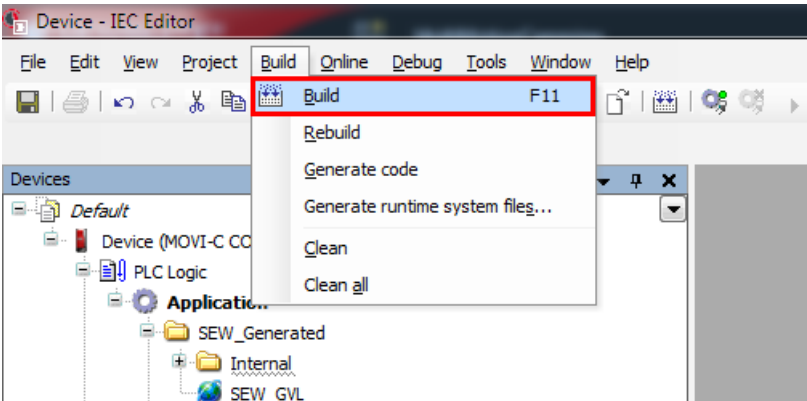 Device - IEC Editor
File Edit View Project Build Online Debug Tools Window Help
Build F11
Rebuild
Generate code
Generate runtime system files...
Clean
Clean all
Devices
Default
Device (MOVI-C CO
PLC Logic
Application
SEW_Generated
Internal
SEW_GVL